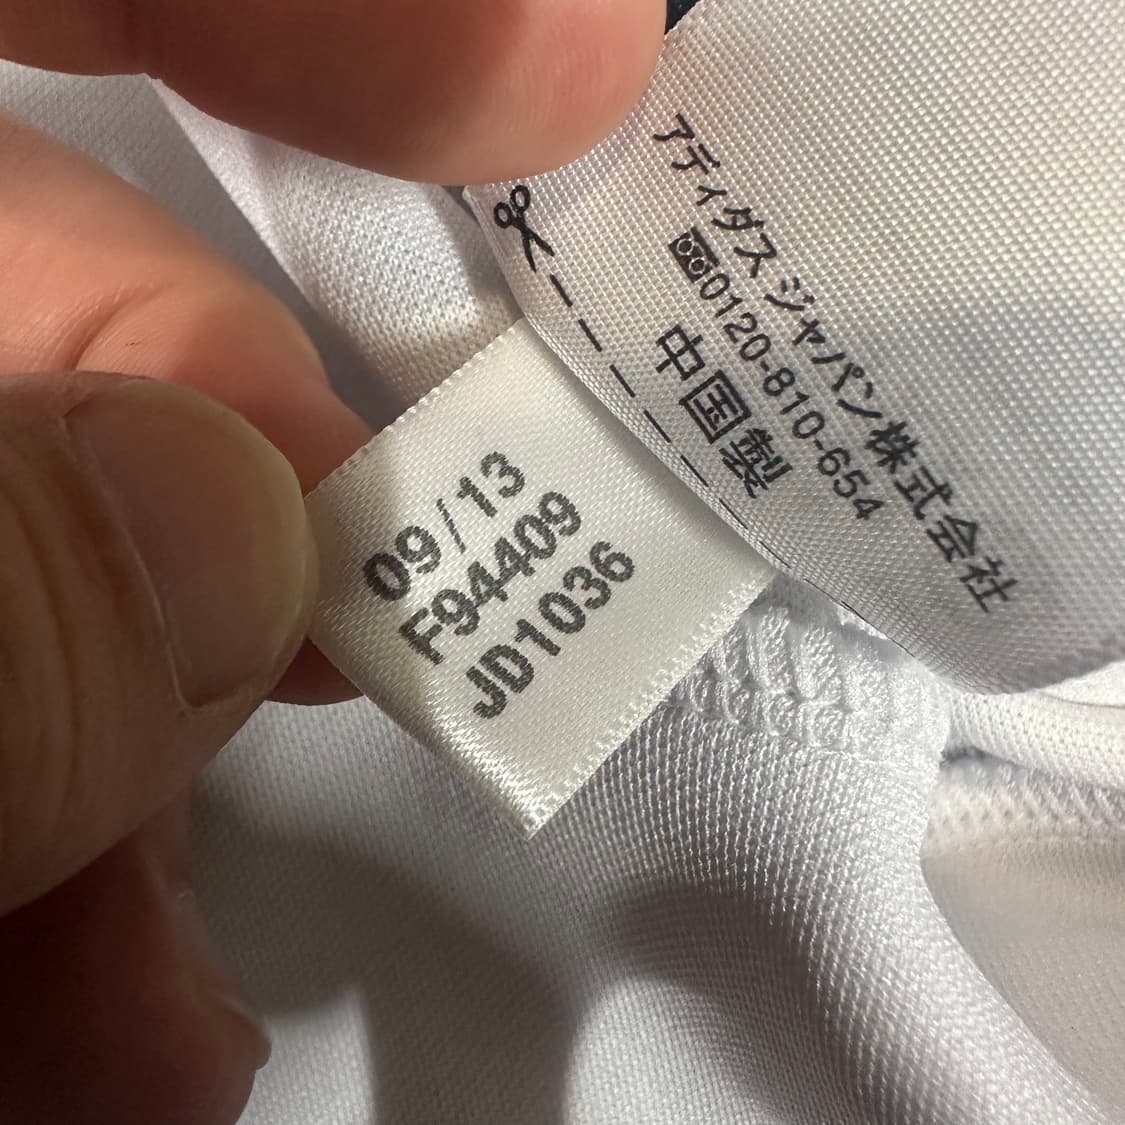 アディダス ジャパン株式会社
0120-810-654
中国製
09/13
F94409
JD1036